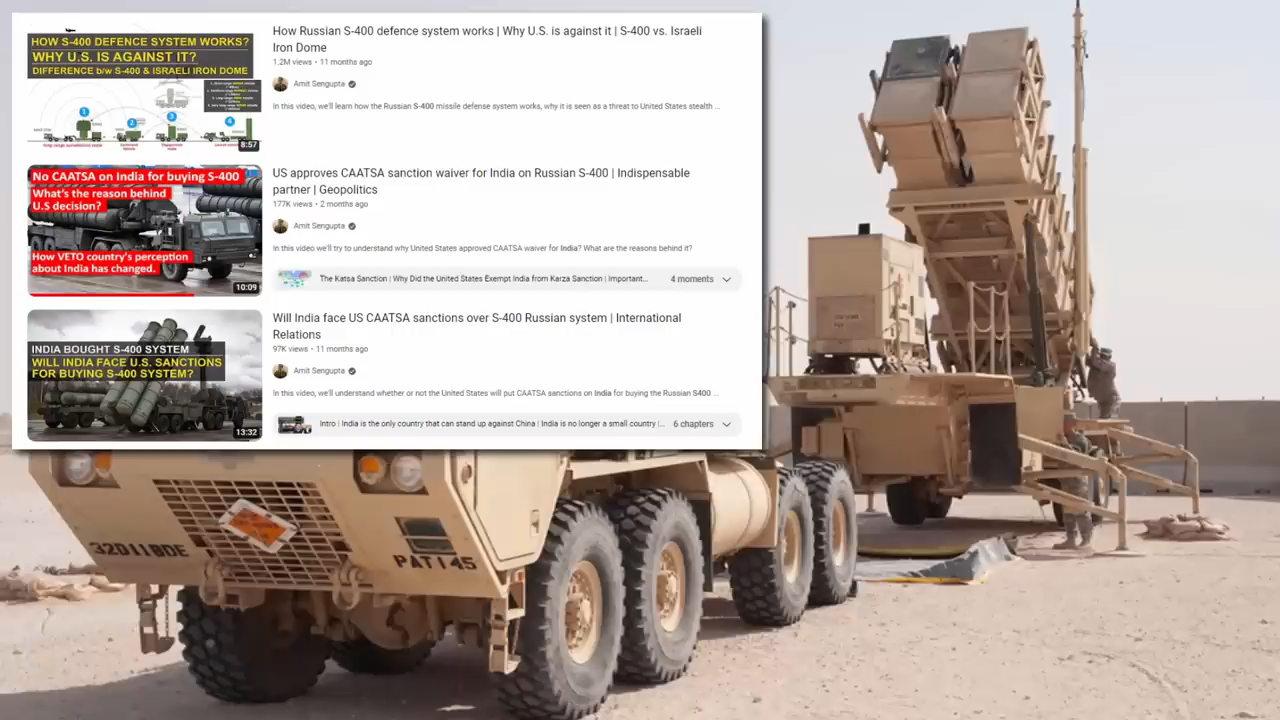 HOW S-400 DEFENCE SYSTEM WORKS?
WHY U.S. IS AGAINST IT?
DIFFERENCE b/w S-400 & ISRAELI IRON DOME
1
2
3
4
8:57
How Russian S-400 defence system works | Why U.S. is against it | S-400 vs. Israeli
Iron Dome
1.2M views • 11 months ago
Amit Sengupta
In this video, we'll learn how the Russian S-400 missile defense system works, why it is seen as a threat to United States stealth ...
No CAATSA on India for buying S-400
What's the reason behind
U.S decision?
How VETO country's perception
about India has changed.
10:09
US approves CAATSA sanction waiver for India on Russian S-400 | Indispensable
partner | Geopolitics
177K views • 2 months ago
Amit Sengupta
In this video we'll try to understand why United States approved CAATSA waiver for India? What are the reasons behind it?
The Katsa Sanction | Why Did the United States Exempt India from Karza Sanction | Important...
4 moments
INDIA BOUGHT S-400 SYSTEM
WILL INDIA FACE U.S. SANCTIONS
FOR BUYING S-400 SYSTEM?
13:32
Will India face US CAATSA sanctions over S-400 Russian system | International
Relations
97K views • 11 months ago
Amit Sengupta
In this video, we'll understand whether or not the United States will put CAATSA sanctions on India for buying the Russian S400 ...
Intro | India is the only country that can stand up against China | India is no longer a small country |...
6 chapters
32D11BDE
PAT145